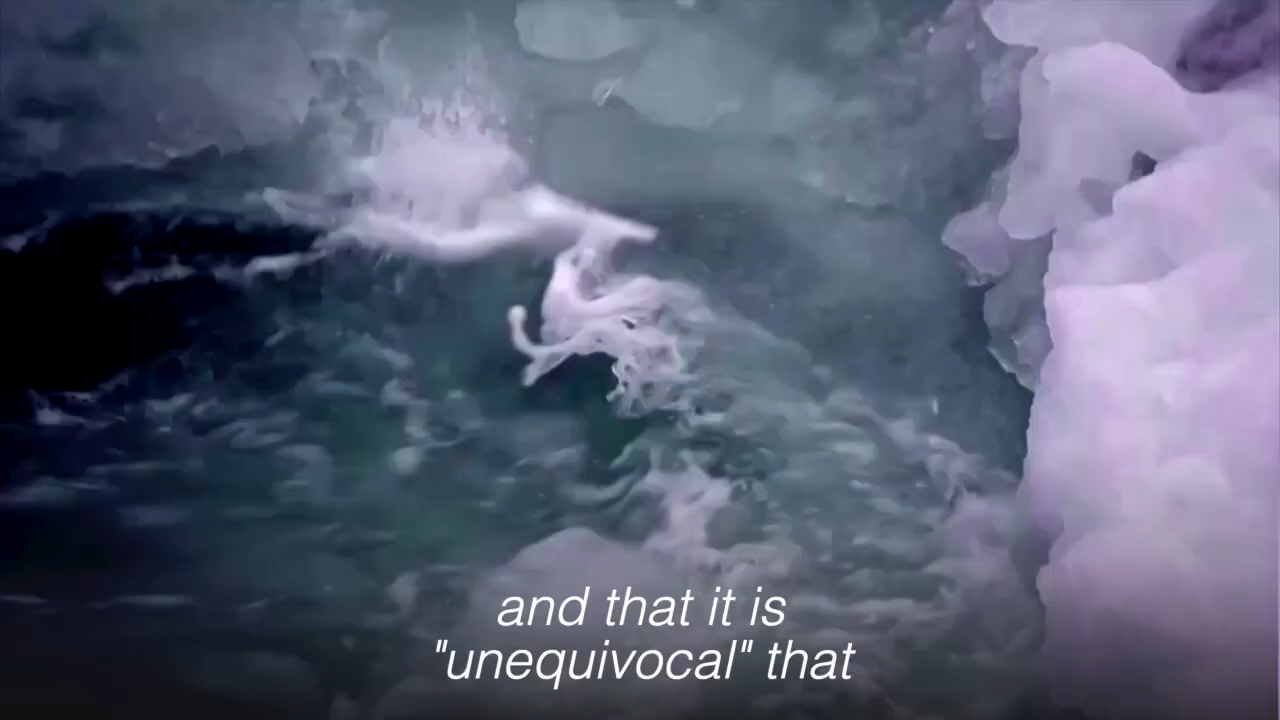 and that it is
"unequivocal" that